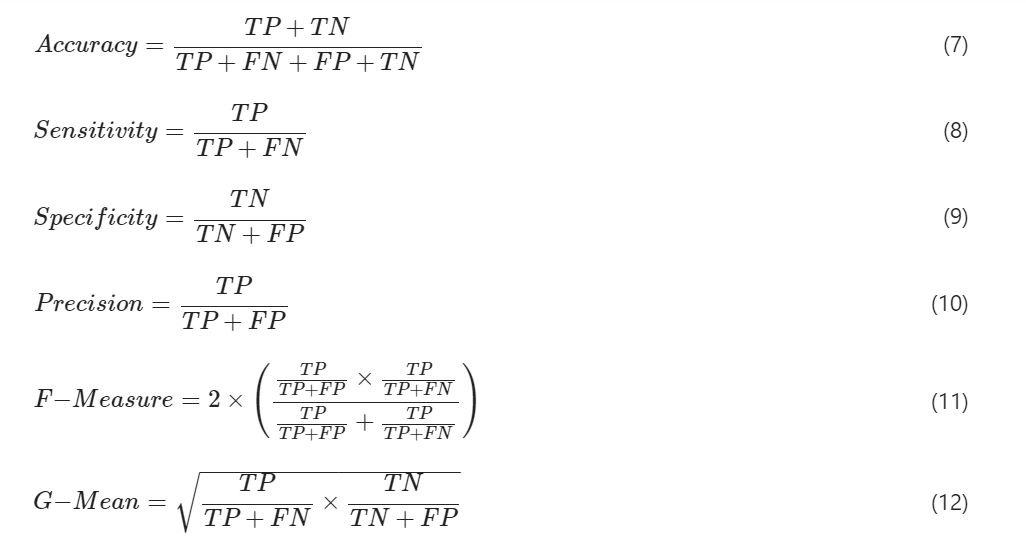 Accuracy = \frac{TP + TN}{TP + FN + FP + TN} (7)
Sensitivity = \frac{TP}{TP + FN} (8)
Specificity = \frac{TN}{TN + FP} (9)
Precision = \frac{TP}{TP + FP} (10)
F-Measure = 2 \times \left( \frac{\frac{TP}{TP+FP} \times \frac{TP}{TP+FN}}{\frac{TP}{TP+FP} + \frac{TP}{TP+FN}} \right) (11)
G-Mean = \sqrt{\frac{TP}{TP + FN} \times \frac{TN}{TN + FP}} (12)